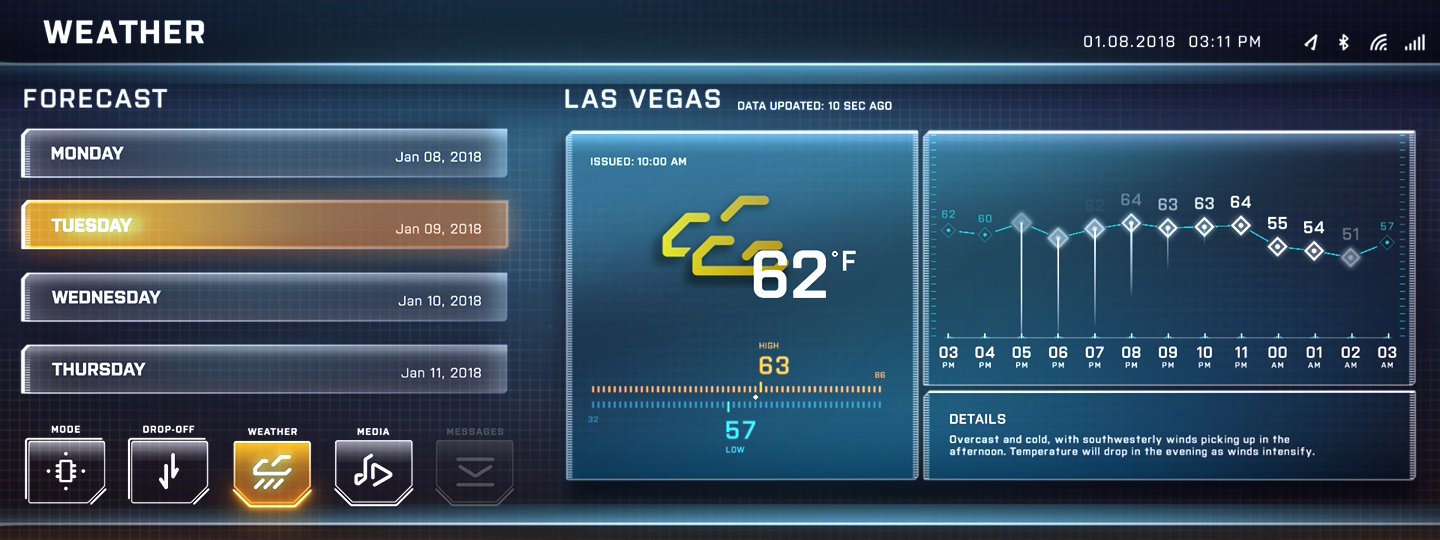 WEATHER
01.08.2018 03:11 PM
FORECAST
MONDAY Jan 08, 2018
TUESDAY Jan 09, 2018
WEDNESDAY Jan 10, 2018
THURSDAY Jan 11, 2018
MODE DROP-OFF WEATHER MEDIA MESSAGES
LAS VEGAS DATA UPDATED: 10 SEC AGO
ISSUED: 10:00 AM
62°F
HIGH
63
86
32
57
LOW
62 60 62 64 63 63 64 55 54 51 57
03 04 05 06 07 08 09 10 11 00 01 02 03
PM PM PM PM PM PM PM PM PM AM AM AM AM
DETAILS
Overcast and cold, with southwesterly winds picking up in the
afternoon. Temperature will drop in the evening as winds intensify.